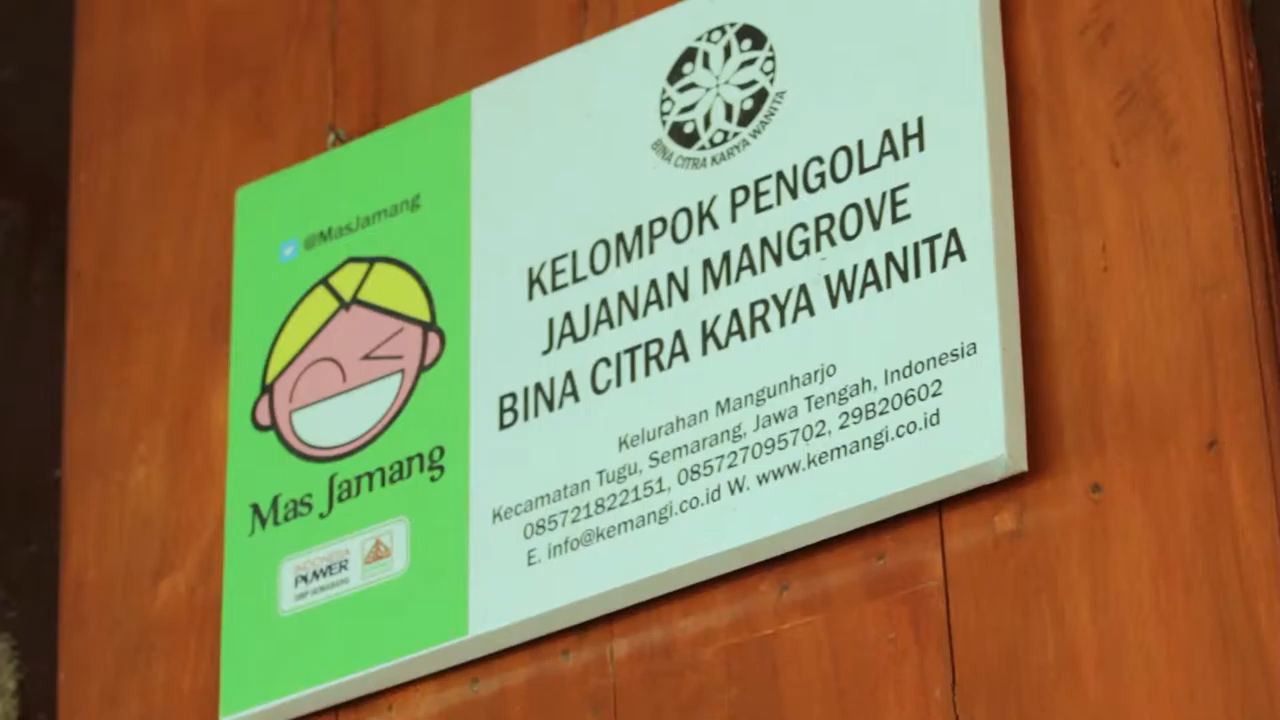 @MasJamang
Mas Jamang
INDONESIA
POWER
UBP SEMARANG
BINA CITRA KARYA WANITA
KELOMPOK PENGOLAH
JAJANAN MANGROVE
BINA CITRA KARYA WANITA
Kelurahan Mangunharjo
Kecamatan Tugu, Semarang, Jawa Tengah, Indonesia
085721822151, 085727095702, 29B20602
E. info@kemangi.co.id W. www.kemangi.co.id